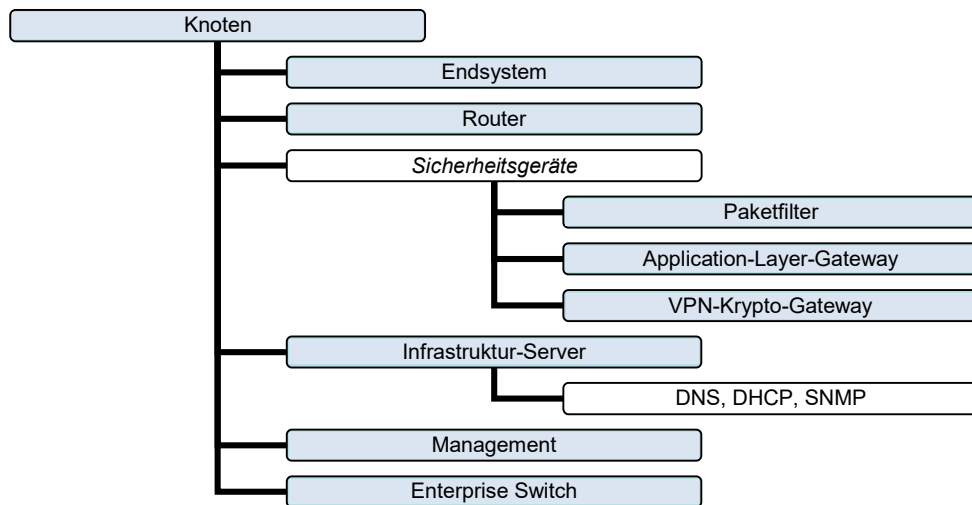 Knoten
Endsystem
Router
Sicherheitsgeräte
Paketfilter
Application-Layer-Gateway
VPN-Krypto-Gateway
Infrastruktur-Server
DNS, DHCP, SNMP
Management
Enterprise Switch